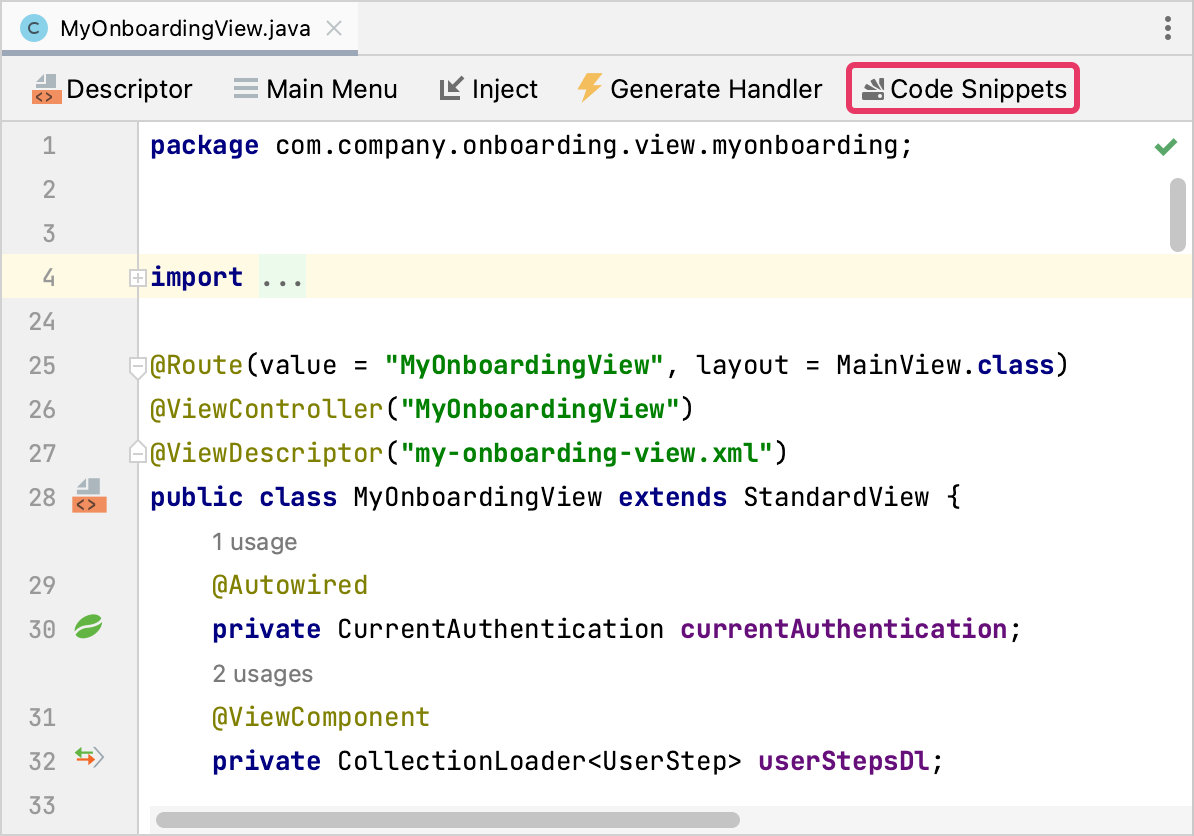 C MyOnboardingView.java
Descriptor Main Menu Inject Generate Handler Code Snippets
1 package com.company.onboarding.view.myonboarding;
2
3
4 import ...
24
25 @Route(value = "MyOnboardingView", layout = MainView.class)
26 @ViewController("MyOnboardingView")
27 @ViewDescriptor("my-onboarding-view.xml")
28 public class MyOnboardingView extends StandardView {
1 usage
29 @Autowired
30 private CurrentAuthentication currentAuthentication;
2 usages
31 @ViewComponent
32 private CollectionLoader<UserStep> userStepsDl;
33